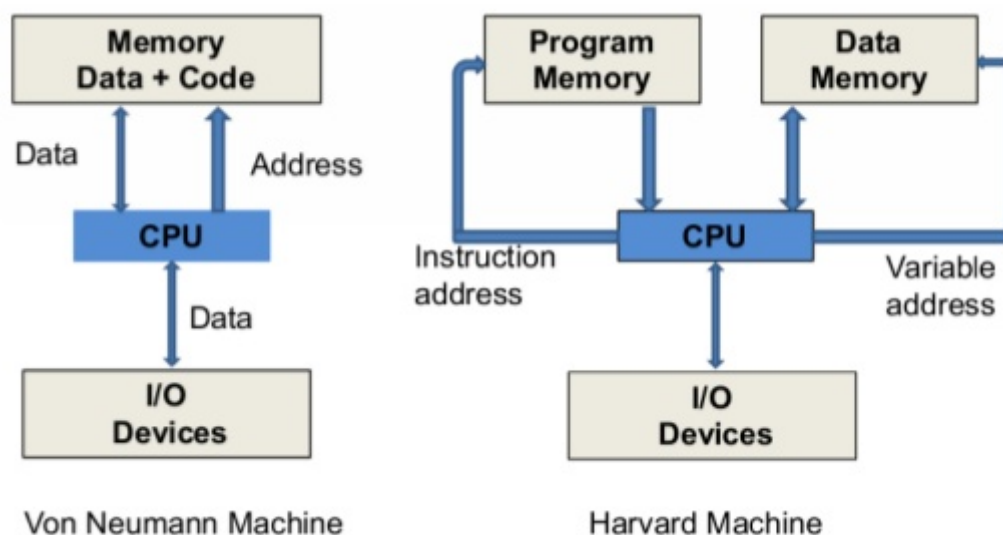 Memory
Data + Code
Data
Address
CPU
Data
I/O
Devices
Von Neumann Machine
Program
Memory
Data
Memory
CPU
Instruction
address
Variable
address
I/O
Devices
Harvard Machine